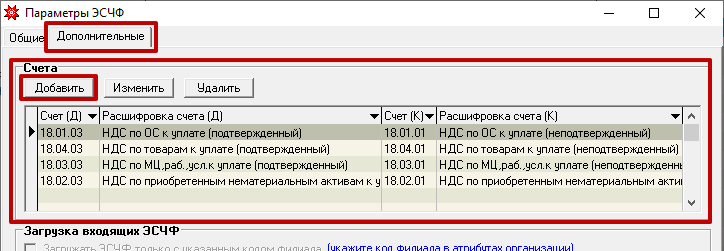 Параметры ЭСЧФ
Общие Дополнительные
Счета
Добавить Изменить Удалить
Счет (Д) Расшифровка счета (Д) Счет (К) Расшифровка счета (К)
18.01.03 НДС по ОС к уплате (подтвержденный) 18.01.01 НДС по ОС к уплате (неподтвержденный)
18.04.03 НДС по товарам к уплате (подтвержденный) 18.04.01 НДС по товарам к уплате (неподтвержденный)
18.03.03 НДС по МЦ,раб.,усл.к уплате (подтвержденный) 18.03.01 НДС по МЦ,раб.,усл.к уплате (неподтвержденн
18.02.03 НДС по приобретенным нематериальным активам к у 18.02.01 НДС по приобретенным нематериальным актив
Загрузка входящих ЭСЧФ
Загружать ЭСЧФ только с указанным кодом филиала (укажите код филиала в атрибутах организации)